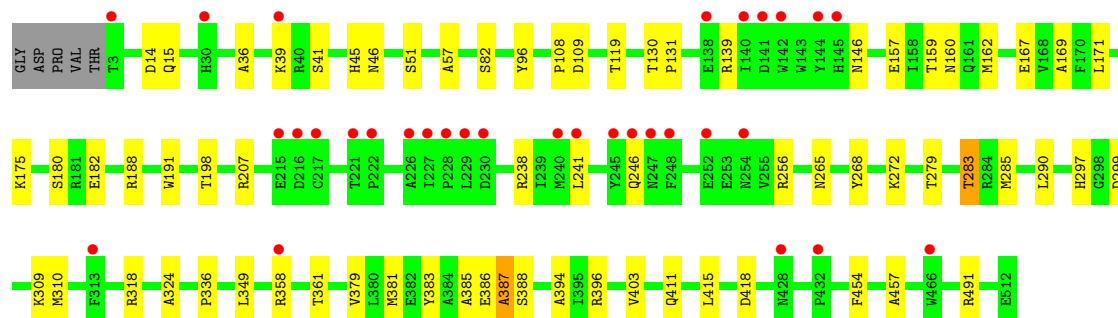 GLY ASP PRO VAL THR T3 D14 Q15 H30 A36 K39 R40 S41 H45 N46 S51 A57 S82 Y96 P108 D109 T119 T130 P131 E138 R139 I140 D141 W142 W143 Y144 H145 N146 E157 I158 T159 N160 Q161 M162 E167 V168 A169 F170 L171
K175 S180 R181 E182 R188 W191 T198 R207 E215 D216 C217 T221 P222 A226 I227 P228 L229 D230 R238 I239 M240 L241 Y245 Q246 N247 F248 E252 E253 N254 V255 R256 N265 Y268 K272 T279 T283 R284 M285 L290 H297 G298
K309 M310 F313 R318 A324 P336 L349 R358 T361 V379 L380 M381 E382 Y383 A384 A385 E386 A387 S388 A394 I395 R396 V403 Q411 L415 D418 N428 P432 F454 A457 W466 R491 E512